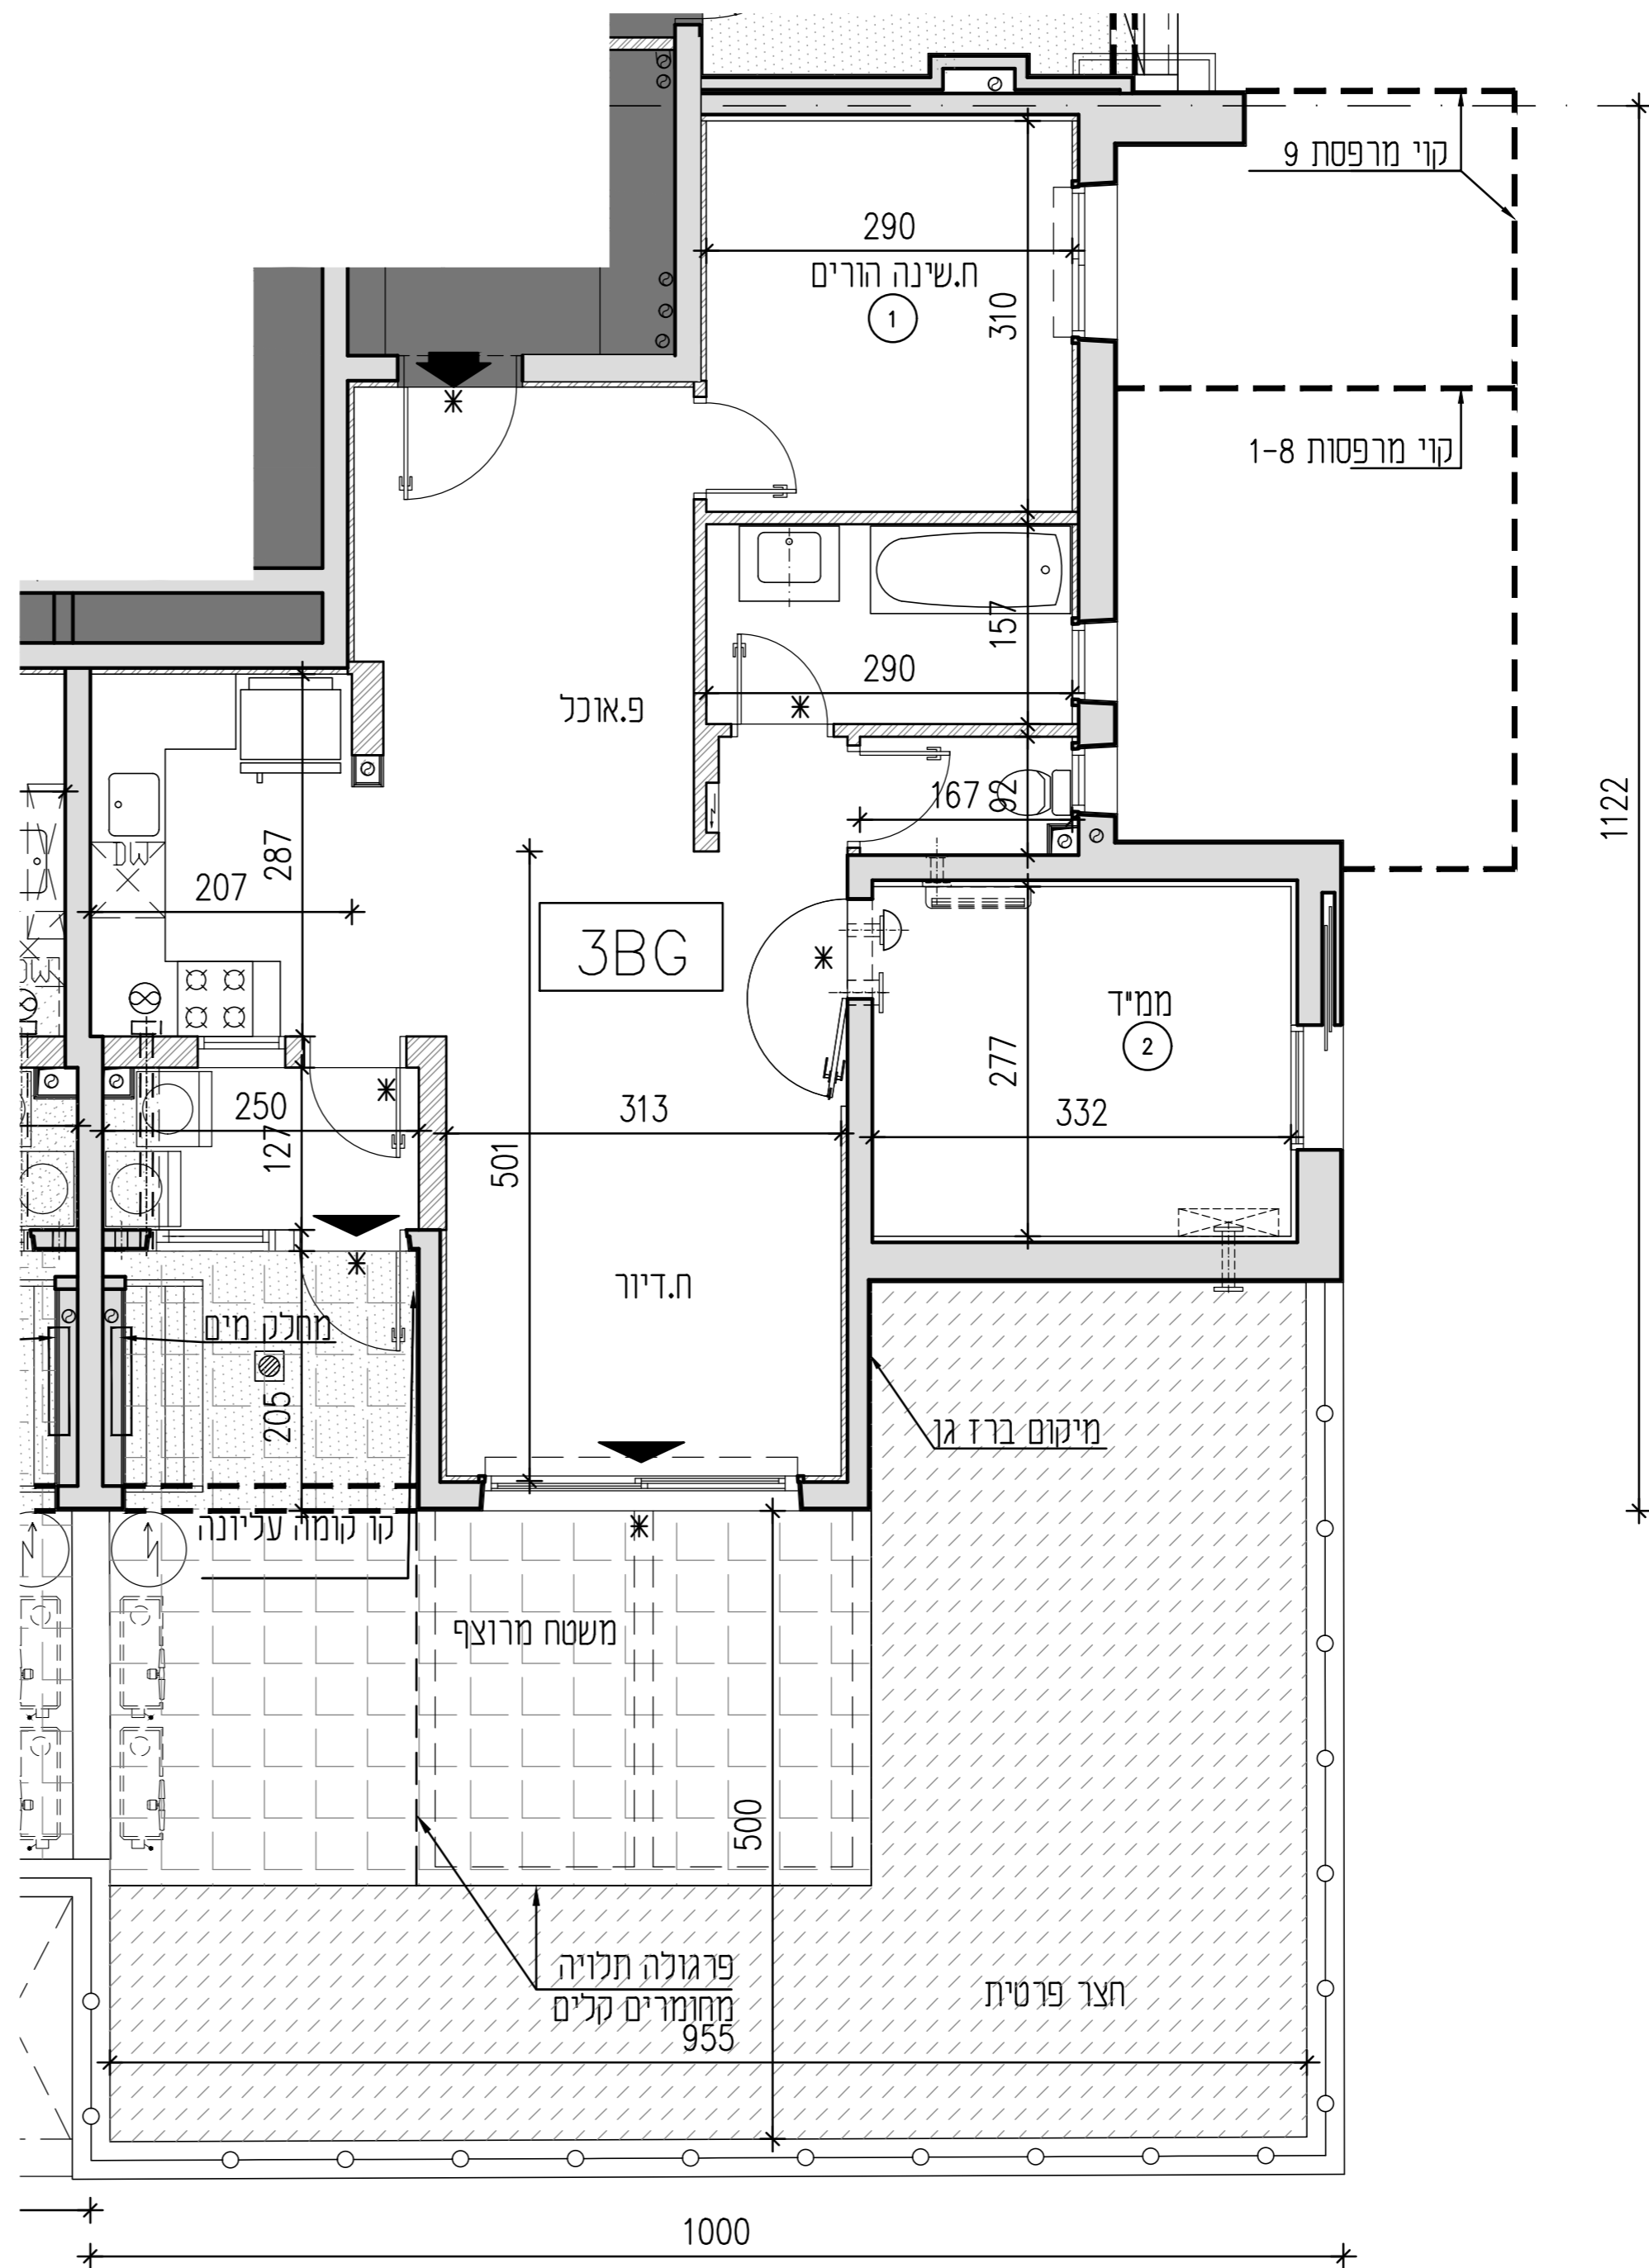 קוי מרפסת 9
290
ח.שינה הורים
1
310
קוי מרפסות 1-8
157
290
פ.אוכל
1122
167
92
287
DW
207
3BG
DW
ממ"ד
2
277
332
250
127
313
501
ח.דיור
מחלק מים
205
מיקום ברז גן
קו קומה עליונה
משטח מרוצף
500
פרגולה תלויה
מחומרים קלים
חצר פרטית
955
1000